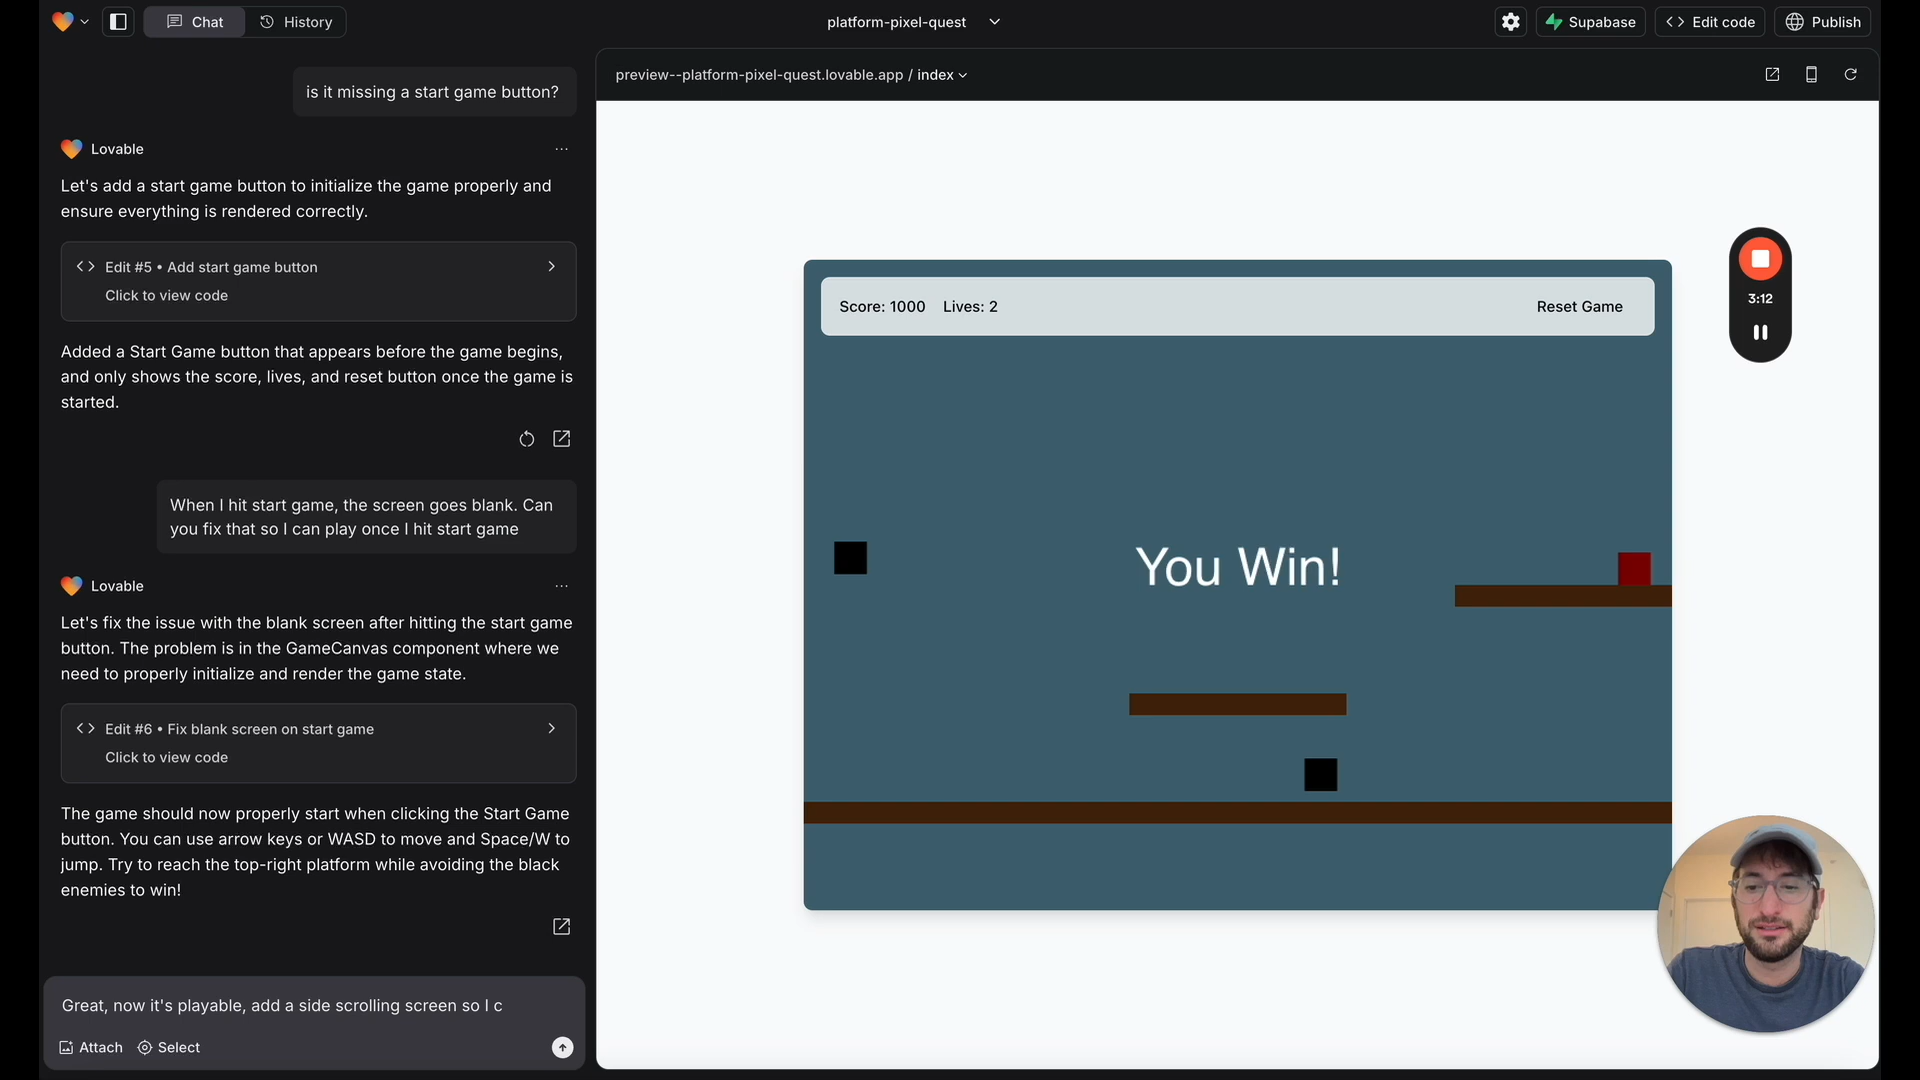 Chat
History
platform-pixel-quest
Supabase
Edit code
Publish
is it missing a start game button?
preview--platform-pixel-quest.lovable.app / index
Lovable
Let's add a start game button to initialize the game properly and
ensure everything is rendered correctly.
Edit #5 • Add start game button
Click to view code
Added a Start Game button that appears before the game begins,
and only shows the score, lives, and reset button once the game is
started.
When I hit start game, the screen goes blank. Can
you fix that so I can play once I hit start game
Lovable
Let's fix the issue with the blank screen after hitting the start game
button. The problem is in the GameCanvas component where we
need to properly initialize and render the game state.
Edit #6 • Fix blank screen on start game
Click to view code
The game should now properly start when clicking the Start Game
button. You can use arrow keys or WASD to move and Space/W to
jump. Try to reach the top-right platform while avoiding the black
enemies to win!
Great, now it's playable, add a side scrolling screen so I c
Attach
Select
Score: 1000
Lives: 2
Reset Game
You Win!
3:12